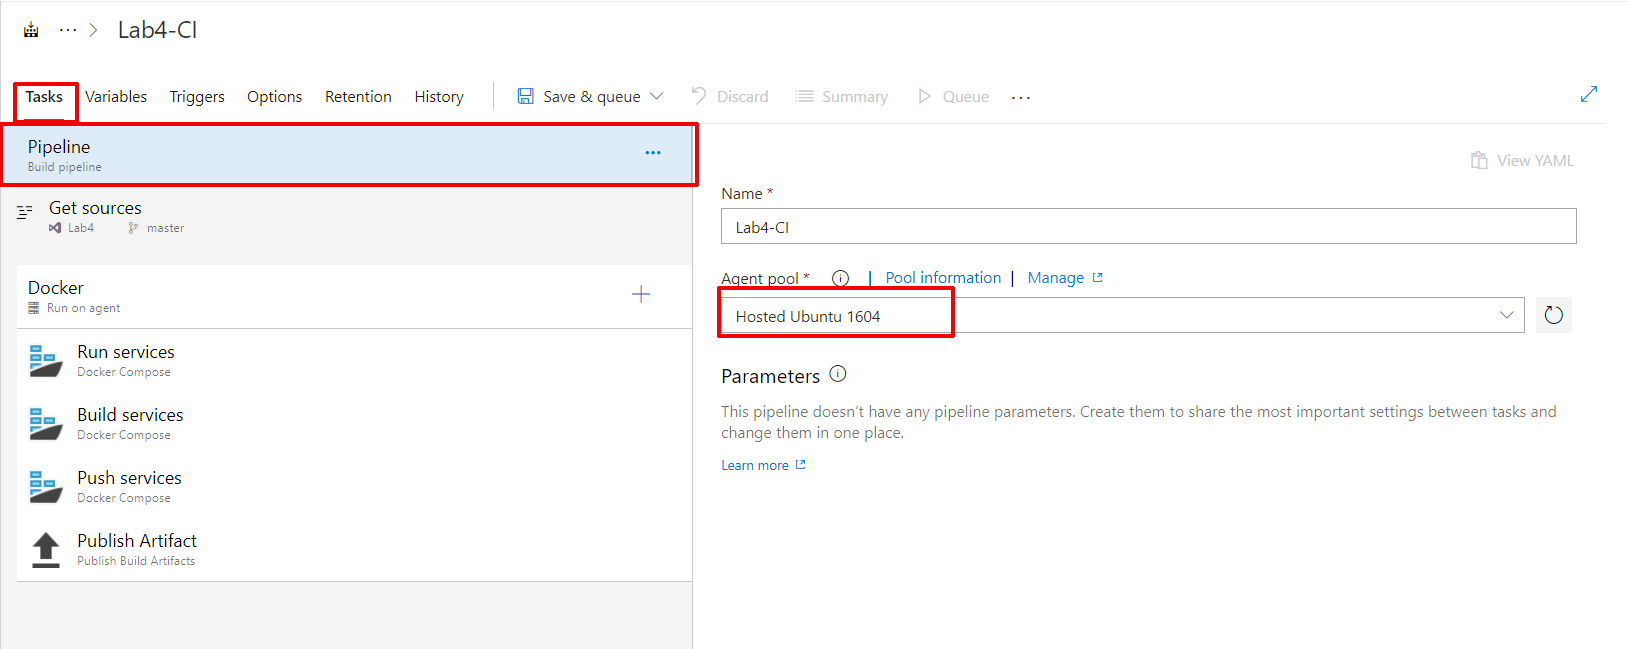 ··· > Lab4-CI
Tasks Variables Triggers Options Retention History Save & queue Discard Summary Queue ...
Pipeline ...
Build pipeline
View YAML
Name *
Get sources
Lab4 master
Lab4-CI
Agent pool * | Pool information | Manage
Docker
Run on agent
Hosted Ubuntu 1604
Run services
Docker Compose
Parameters
This pipeline doesn't have any pipeline parameters. Create them to share the most important settings between tasks and
change them in one place.
Learn more
Build services
Docker Compose
Push services
Docker Compose
Publish Artifact
Publish Build Artifacts